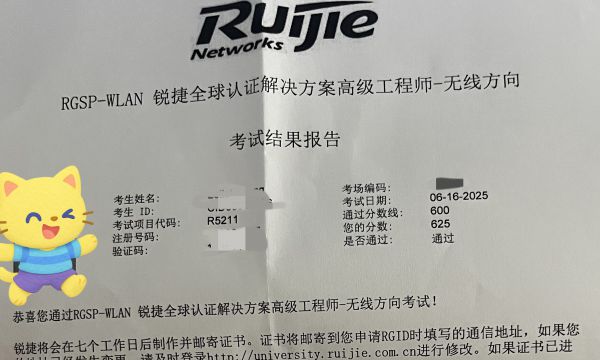 Ruijie
Networks
RGSP-WLAN 锐捷全球认证解决方案高级工程师-无线方向
考试结果报告
考生姓名:
考生 ID:
考试项目代码: R5211
注册号码:
验证码:
考场编码:
考试日期: 06-16-2025
通过分数线: 600
您的分数: 625
是否通过: 通过
恭喜您通过RGSP-WLAN 锐捷全球认证解决方案高级工程师-无线方向考试!
锐捷将会在七个工作日后制作并邮寄证书。证书将邮寄到您申请RGID时填写的通信地址，如果您
发生变更，请及时登录http://university.ruijie.com.cn进行修改。如果证书已进